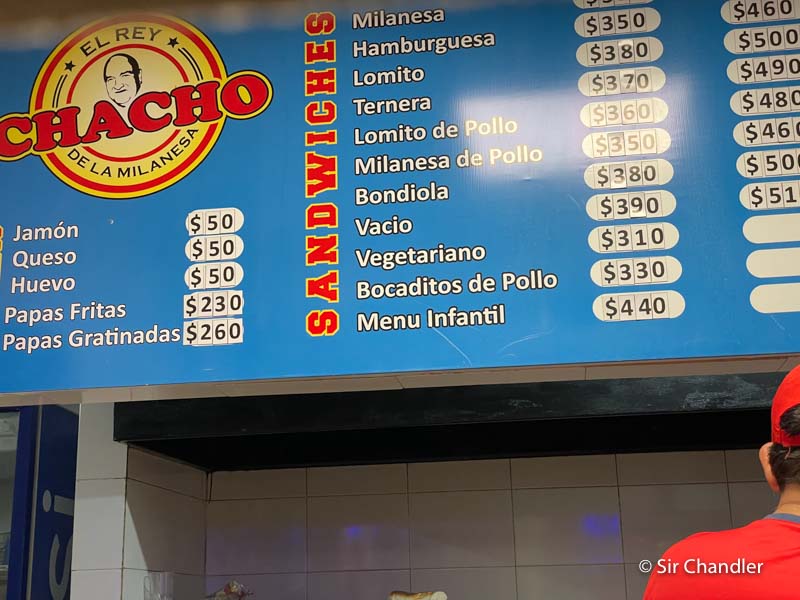 EL REY
CHACHO
DE LA MILANESA
Jamón $50
Queso $50
Huevo $50
Papas Fritas $230
Papas Gratinadas $260
SANDWICHES
Milanesa
Hamburguesa $350 $460
Lomito $380 $500
Ternera $370 $490
Lomito de Pollo $360 $480
Milanesa de Pollo $350 $460
Bondiola $380 $500
Vacio $390 $51
Vegetariano $310
Bocaditos de Pollo $330
Menu Infantil $440
ci
© Sir Chandler